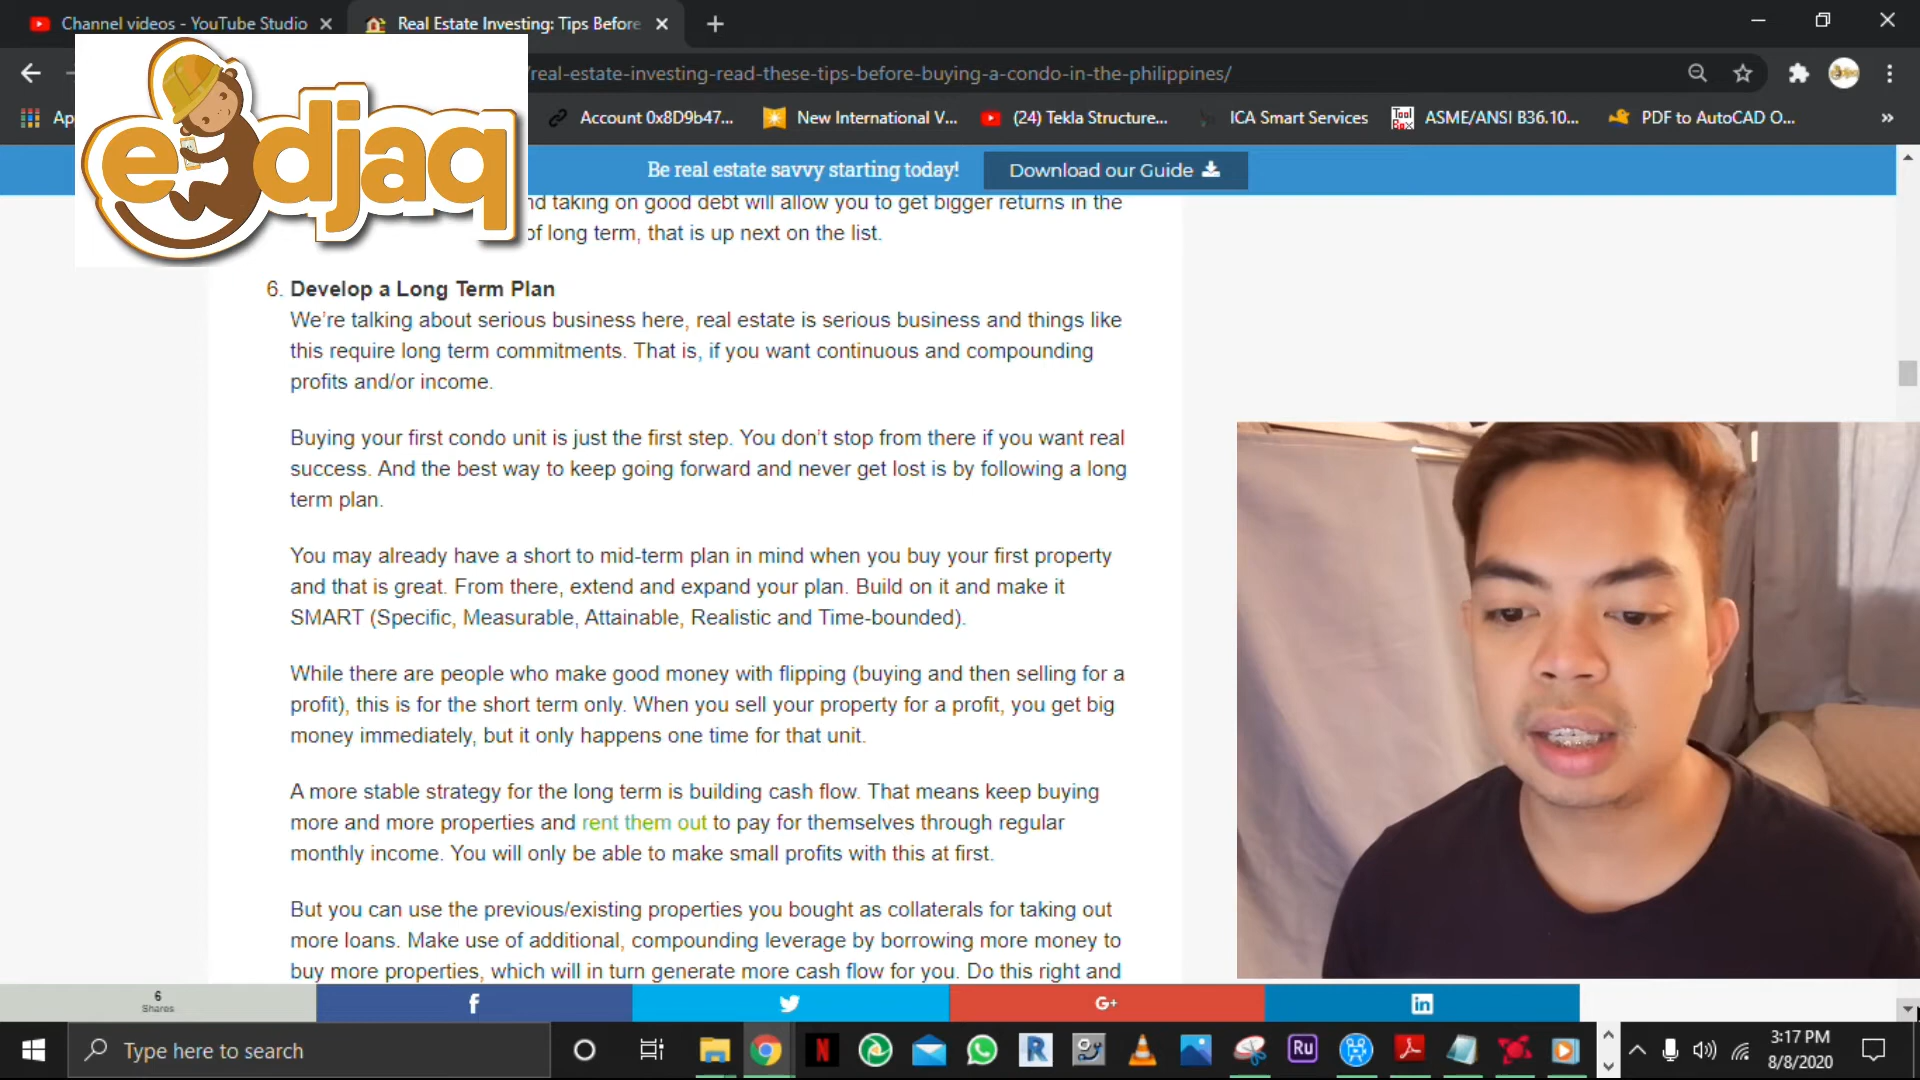 Channel videos - YouTube Studio
Real Estate Investing: Tips Before
/real-estate-investing-read-these-tips-before-buying-a-condo-in-the-philippines/
Account 0x8D9b47...
New International V...
(24) Tekla Structure...
ICA Smart Services
Tool Box
ASME/ANSI B36.10...
PDF to AutoCAD O...
»
edjaq
Be real estate savvy starting today!
Download our Guide
taking on good debt will allow you to get bigger returns in the
of long term, that is up next on the list.
6. Develop a Long Term Plan
We're talking about serious business here, real estate is serious business and things like
this require long term commitments. That is, if you want continuous and compounding
profits and/or income.
Buying your first condo unit is just the first step. You don't stop from there if you want real
success. And the best way to keep going forward and never get lost is by following a long
term plan.
You may already have a short to mid-term plan in mind when you buy your first property
and that is great. From there, extend and expand your plan. Build on it and make it
SMART (Specific, Measurable, Attainable, Realistic and Time-bounded).
While there are people who make good money with flipping (buying and then selling for a
profit), this is for the short term only. When you sell your property for a profit, you get big
money immediately, but it only happens one time for that unit.
A more stable strategy for the long term is building cash flow. That means keep buying
more and more properties and rent them out to pay for themselves through regular
monthly income. You will only be able to make small profits with this at first.
But you can use the previous/existing properties you bought as collaterals for taking out
more loans. Make use of additional, compounding leverage by borrowing more money to
buy more properties, which will in turn generate more cash flow for you. Do this right and
6
Shares
f
G+
in
Type here to search
N
R
Ru
3:17 PM
8/8/2020